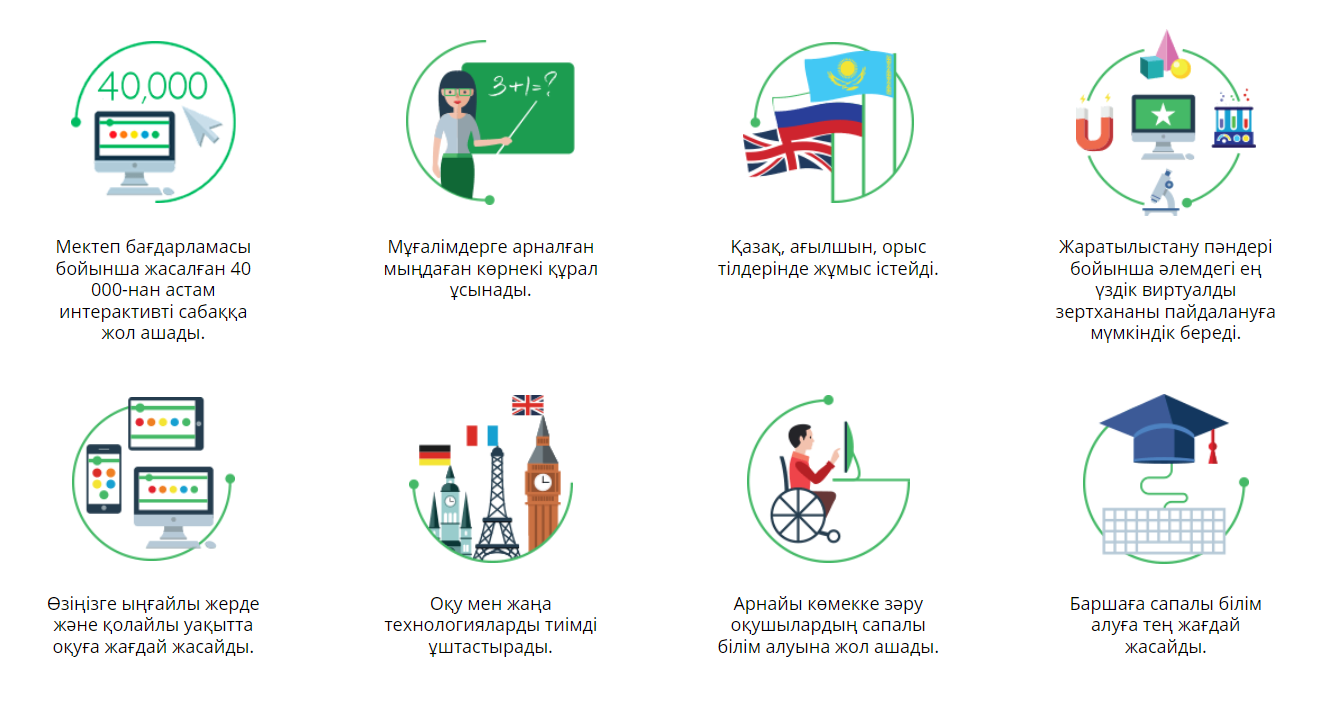 40,000
Мектеп бағдарламасы
бойынша жасалған 40
000-нан астам
интерактивті сабаққа
жол ашады.
3+1=?
Мұғалімдерге арналған
мыңдаған көрнекі құрал
ұсынады.
Қазақ, ағылшын, орыс
тілдерінде жұмыс істейді.
Жаратылыстану пәндері
бойынша әлемдегі ең
үздік виртуалды
зертхананы пайдалануға
мүмкіндік береді.
Өзіңізге ыңғайлы жерде
және қолайлы уақытта
оқуға жағдай жасайды.
Оқу мен жаңа
технологияларды тиімді
ұштастырады.
Арнайы көмекке зәру
оқушылардың сапалы
білім алуына жол ашады.
Баршаға сапалы білім
алуға тең жағдай
жасайды.